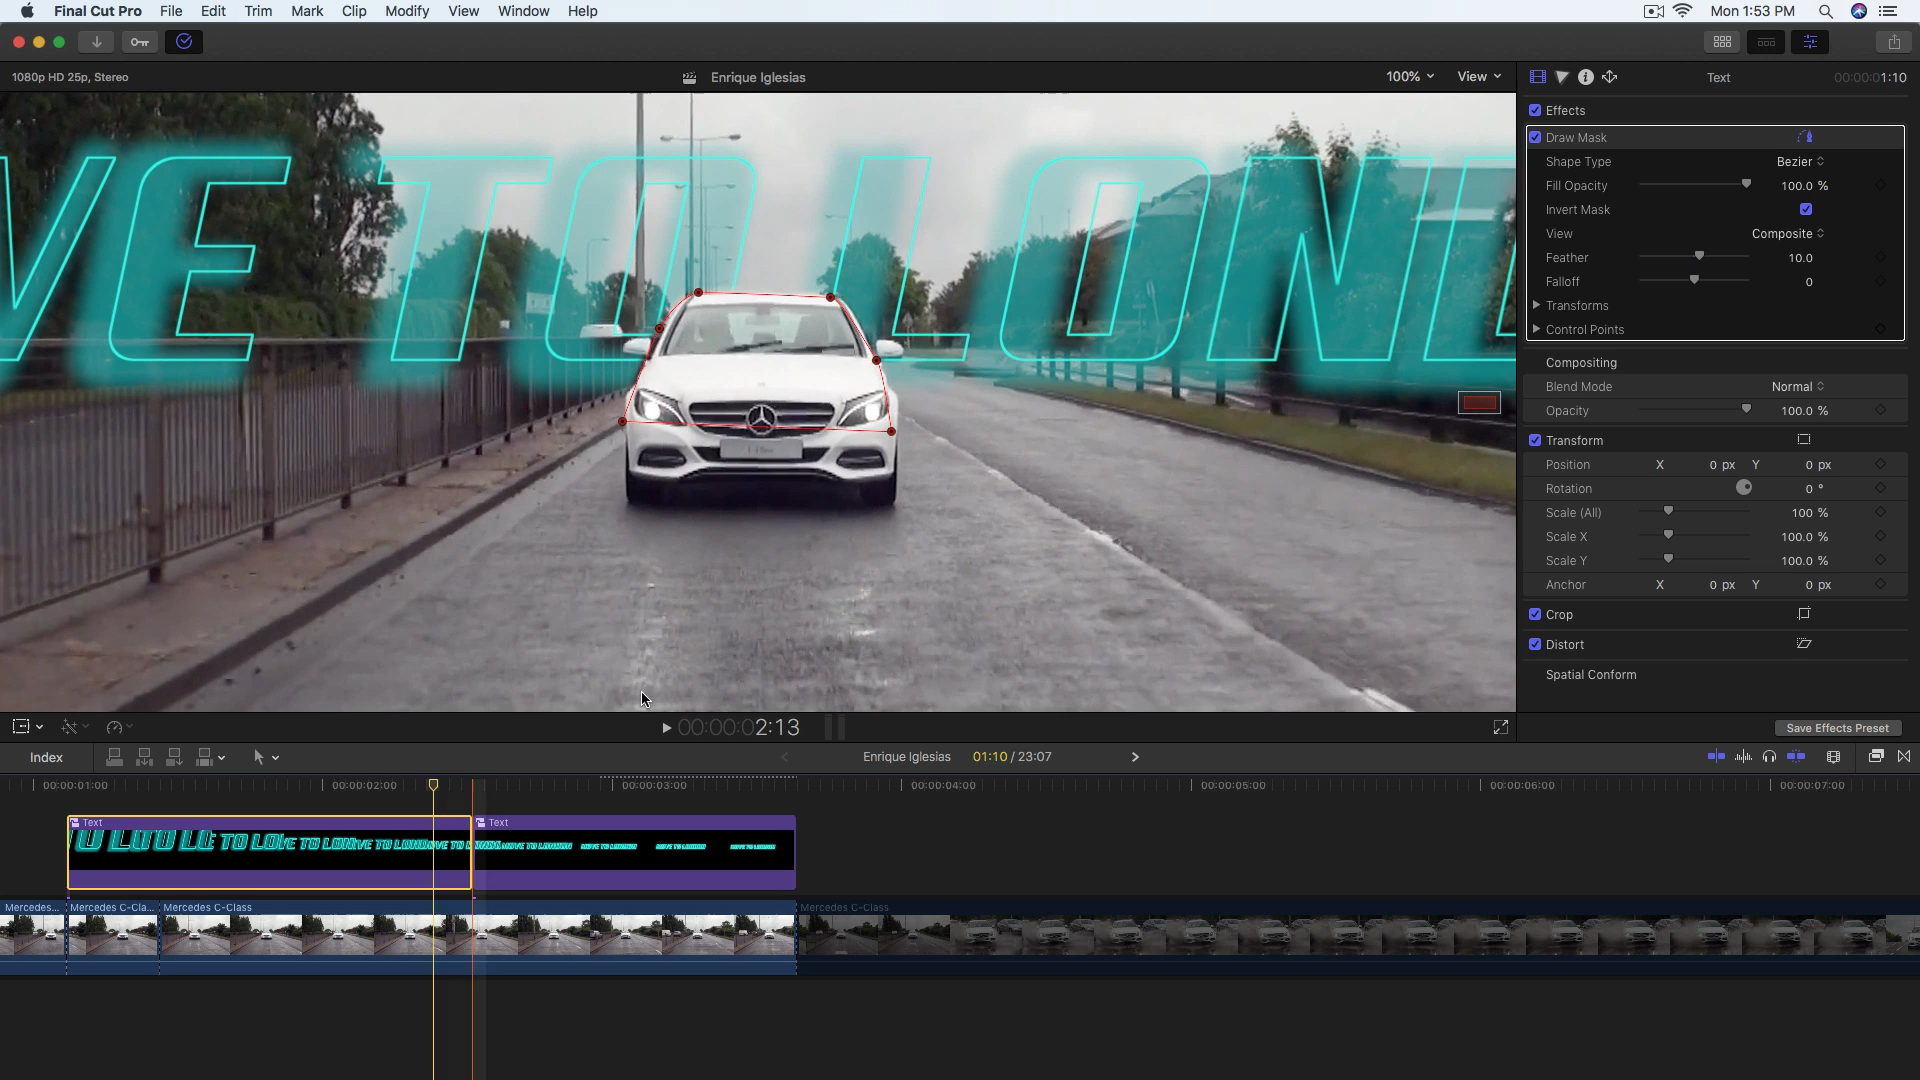 Final Cut Pro File Edit Trim Mark Clip Modify View Window Help Mon 1:53 PM
1080p HD 25p, Stereo Enrique Iglesias 100% View Text 00:00:01:10
Effects
Draw Mask
Shape Type Bezier
Fill Opacity 100.0 %
Invert Mask
View Composite
Feather 10.0
Falloff 0
Transforms
Control Points
Compositing
Blend Mode Normal
Opacity 100.0 %
Transform
Position X 0 px Y 0 px
Rotation 0 °
Scale (All) 100 %
Scale X 100.0 %
Scale Y 100.0 %
Anchor X 0 px Y 0 px
Crop
Distort
Spatial Conform
Save Effects Preset
VE TO LOND
00:00:02:13
Index Enrique Iglesias 01:10 / 23:07
00:00:01:00 00:00:02:00 00:00:03:00 00:00:04:00 00:00:05:00 00:00:06:00 00:00:07:00
Text Text
Mercedes... Mercedes C-Cla... Mercedes C-Class Mercedes C-Class